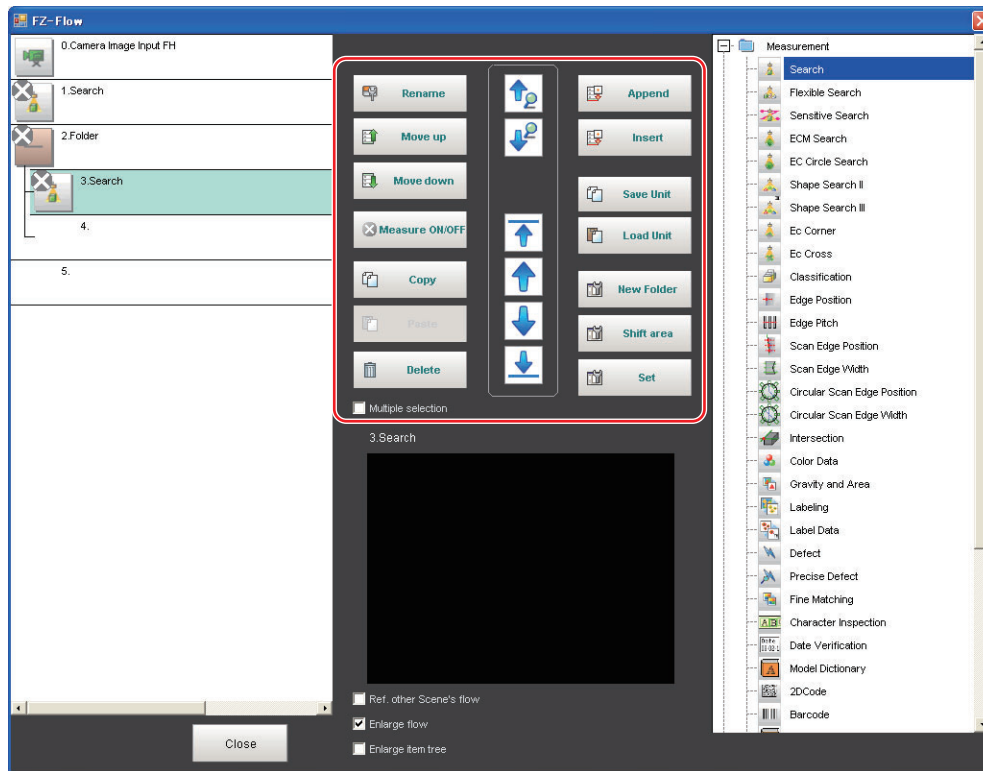 FZ-Flow
0.Camera Image Input FH
1.Search
2.Folder
3.Search
4.
5.
Close
Rename
Move up
Move down
Measure ON/OFF
Copy
Paste
Delete
Multiple selection
Append
Insert
Save Unit
Load Unit
New Folder
Shift area
Set
3.Search
Ref. other Scene's flow
Enlarge flow
Enlarge item tree
Measurement
Search
Flexible Search
Sensitive Search
ECM Search
EC Circle Search
Shape Search II
Shape Search III
Ec Corner
Ec Cross
Classification
Edge Position
Edge Pitch
Scan Edge Position
Scan Edge Width
Circular Scan Edge Position
Circular Scan Edge Width
Intersection
Color Data
Gravity and Area
Labeling
Label Data
Defect
Precise Defect
Fine Matching
Character Inspection
Date Verification
Model Dictionary
2DCode
Barcode